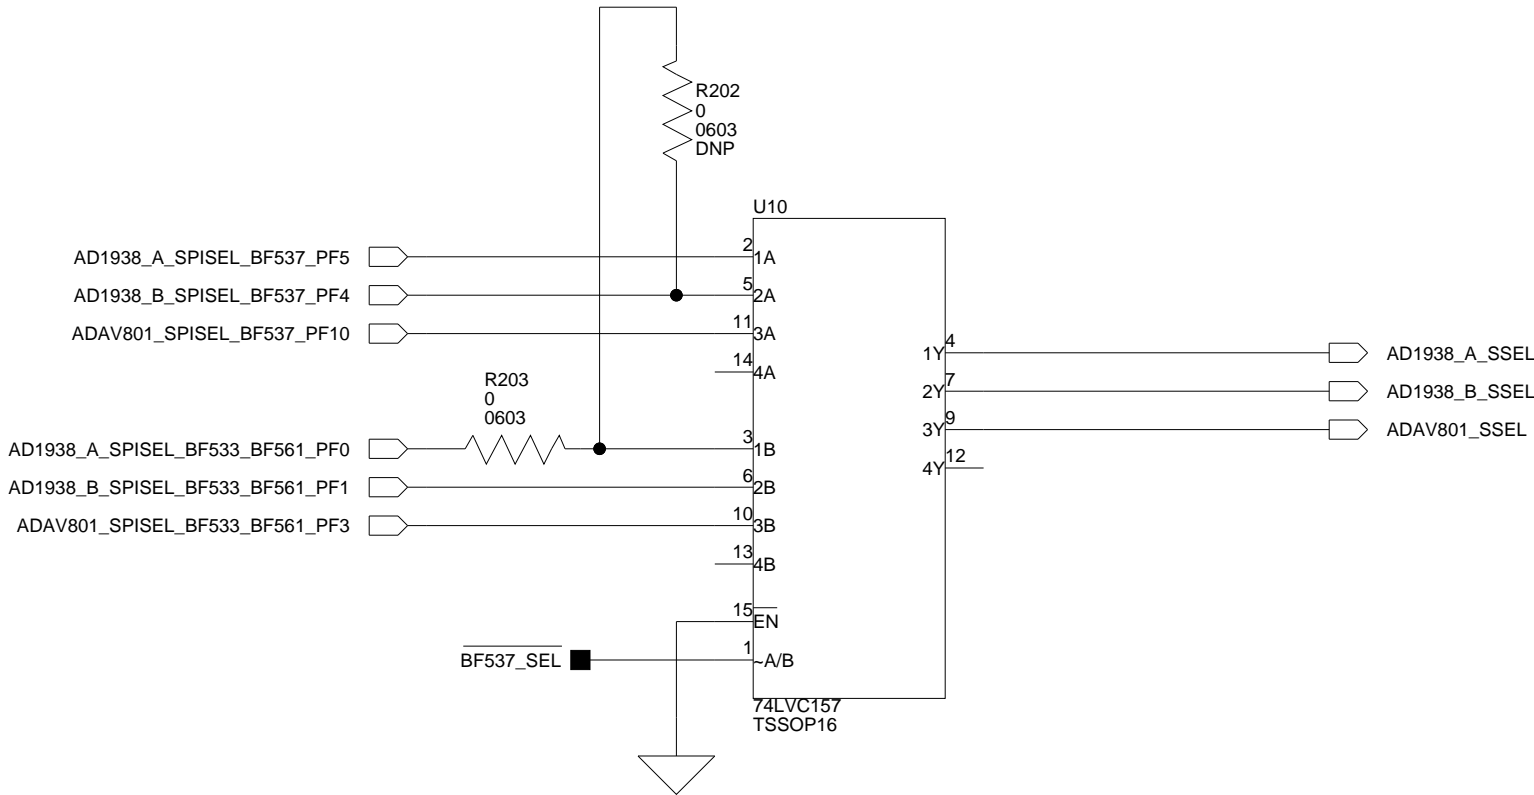 R202
0
0603
DNP
U10
AD1938_A_SPISEL_BF537_PF5
2
1A
AD1938_B_SPISEL_BF537_PF4
5
2A
ADAV801_SPISEL_BF537_PF10
11
3A
14
4A
1Y
4
AD1938_A_SSEL
2Y
7
AD1938_B_SSEL
3Y
9
ADAV801_SSEL
4Y
12
R203
0
0603
AD1938_A_SPISEL_BF533_BF561_PF0
3
1B
AD1938_B_SPISEL_BF533_BF561_PF1
6
2B
ADAV801_SPISEL_BF533_BF561_PF3
10
3B
13
4B
15
EN
BF537_SEL
1
~A/B
74LVC157
TSSOP16